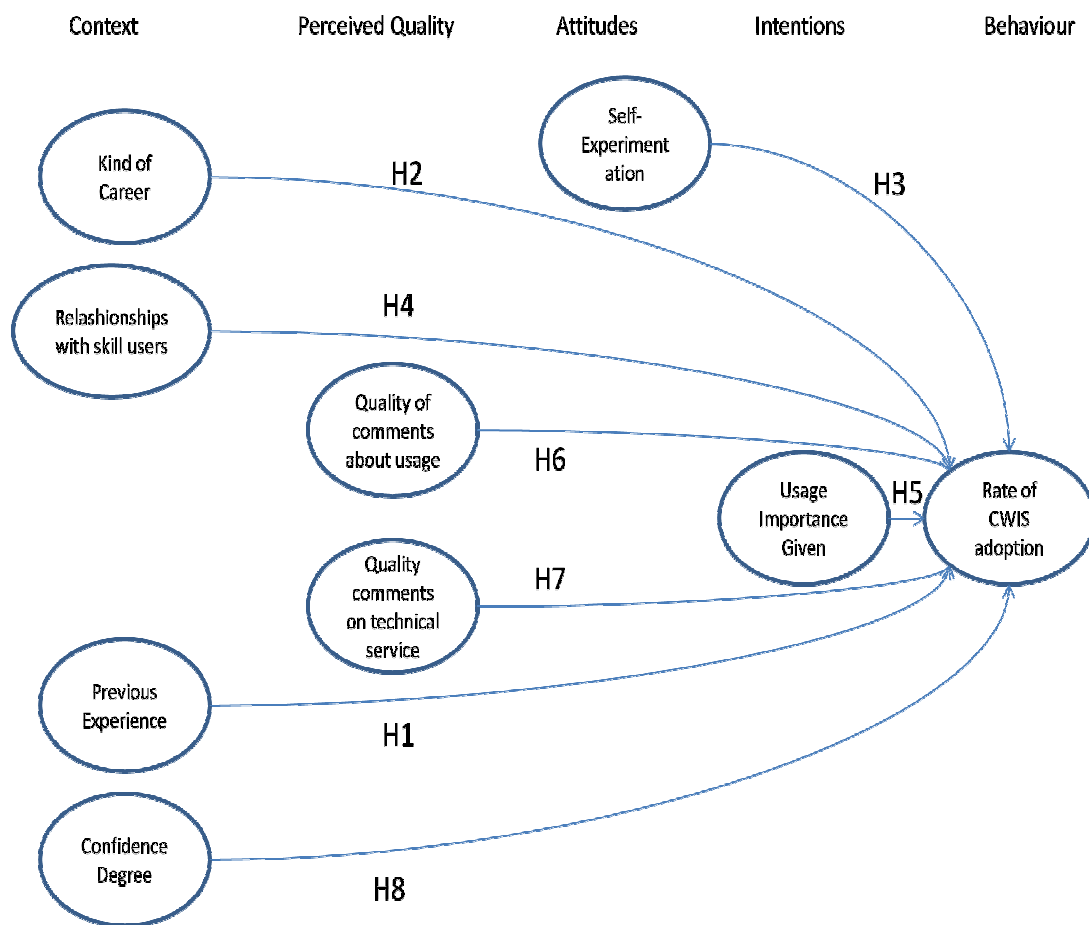 Context
Perceived Quality
Attitudes
Intentions
Behaviour
Self-
Experiment
ation
Kind of
Career
H2
H3
H4
Relashionships
with skill users
Quality of
comments
about usage
H6
Usage
Importance
Given
H5
Rate of
CWIS
adoption
Quality
comments
on technical
service
H7
Previous
Experience
H1
Confidence
Degree
H8